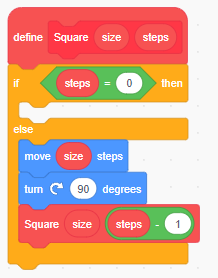 define Square size steps
if steps = 0 then
else
move size steps
turn 90 degrees
Square size steps - 1